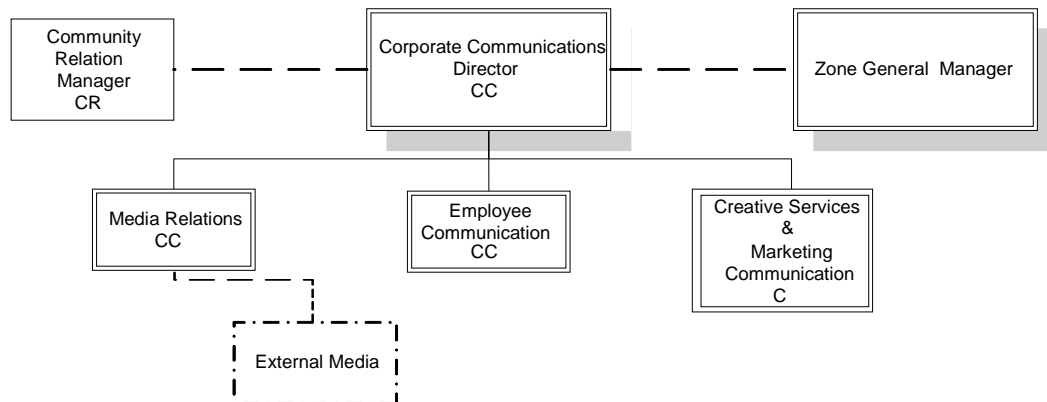 Community
Relation
Manager
CR
Corporate Communications
Director
CC
Zone General Manager
Media Relations
CC
Employee
Communication
CC
Creative Services
&
Marketing
Communication
C
External Media